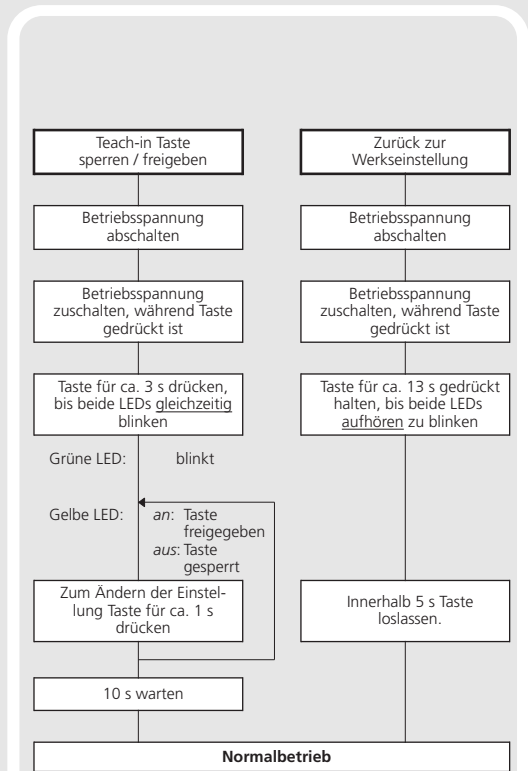 Teach-in Taste
sperren / freigeben
Betriebsspannung
abschalten
Betriebsspannung
zuschalten, während Taste
gedrückt ist
Taste für ca. 3 s drücken,
bis beide LEDs gleichzeitig
blinken
Grüne LED: blinkt
Gelbe LED: an: Taste
freigegeben
aus: Taste
gesperrt
Zum Ändern der Einstel-
lung Taste für ca. 1 s
drücken
10 s warten
Zurück zur
Werkseinstellung
Betriebsspannung
abschalten
Betriebsspannung
zuschalten, während Taste
gedrückt ist
Taste für ca. 13 s gedrückt
halten, bis beide LEDs
aufhören zu blinken
Innerhalb 5 s Taste
loslassen.
Normalbetrieb